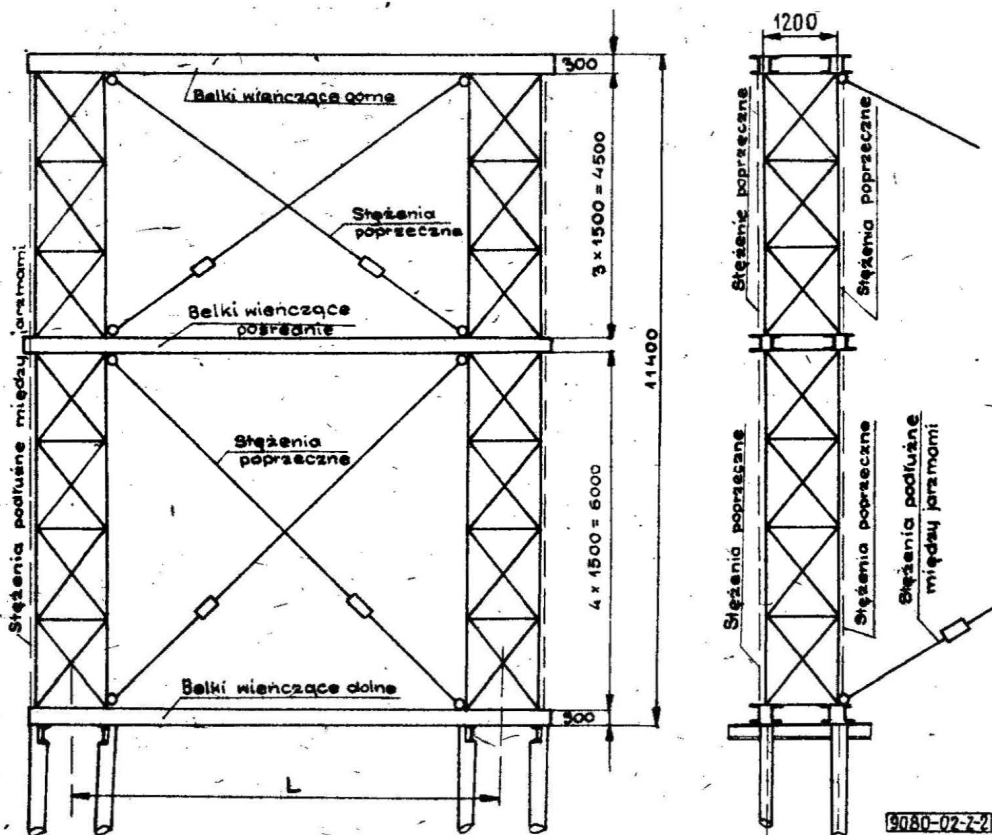 1200
300
Belki wieńczące górne
Stężenia
poprzeczne
3 x 1500 = 4500
Stężenie poprzeczne
Stężenia poprzeczne
Belki wieńczące
pośrednie
11400
Stężenia podłużne między jarzmami
Stężenia
poprzeczne
4 x 1500 = 6000
Stężenia poprzeczne
Stężenia poprzeczne
Stężenia podłużne
między jarzmami
Belki wieńczące dolne
300
L
9080-02-Z-2